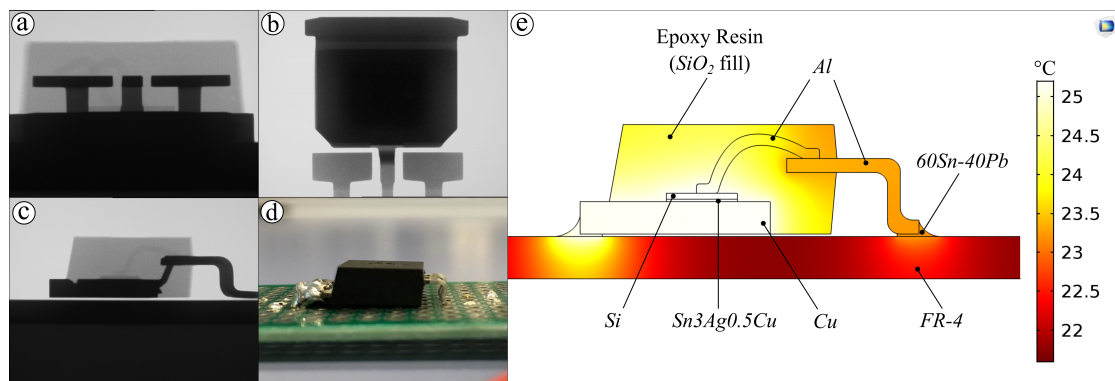 a
b
c
d
e
Epoxy Resin
(SiO2 fill)
Al
60Sn-40Pb
Si
Sn3Ag0.5Cu
Cu
FR-4
°C
25
24.5
24
23.5
23
22.5
22